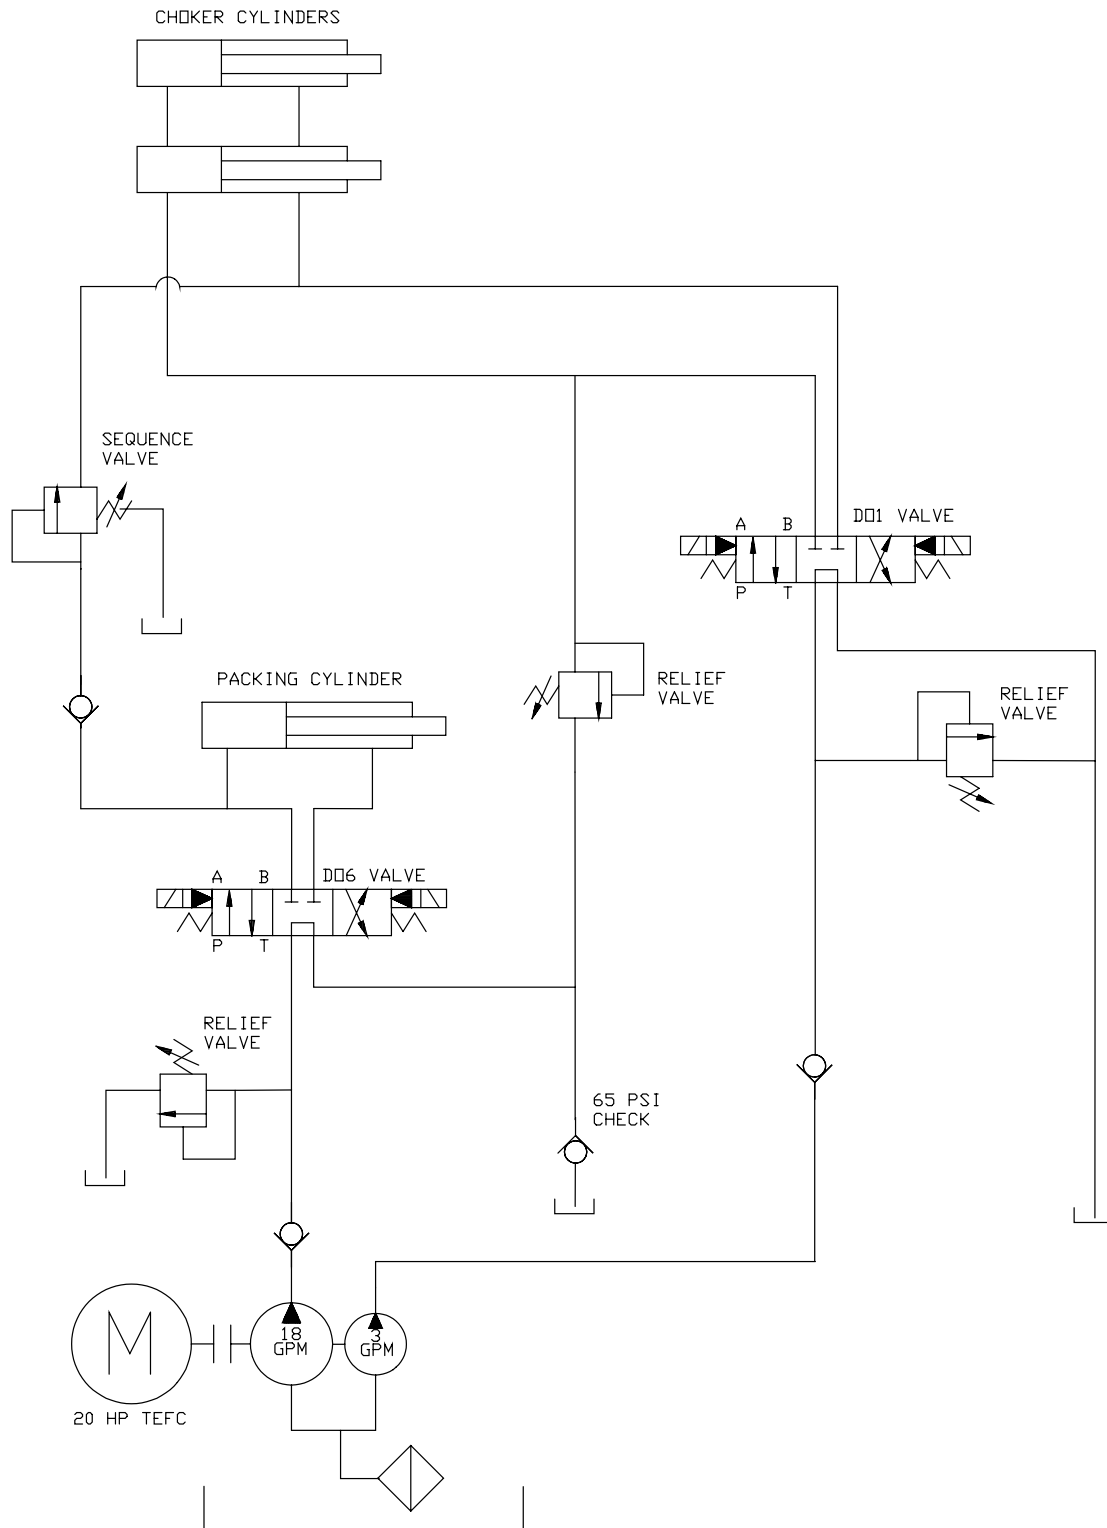 CHOKER CYLINDERS
SEQUENCE
VALVE
A B DO1 VALVE
P T
PACKING CYLINDER
RELIEF
VALVE
RELIEF
VALVE
A B DO6 VALVE
P T
RELIEF
VALVE
65 PSI
CHECK
M
18
GPM
3
GPM
20 HP TEFC